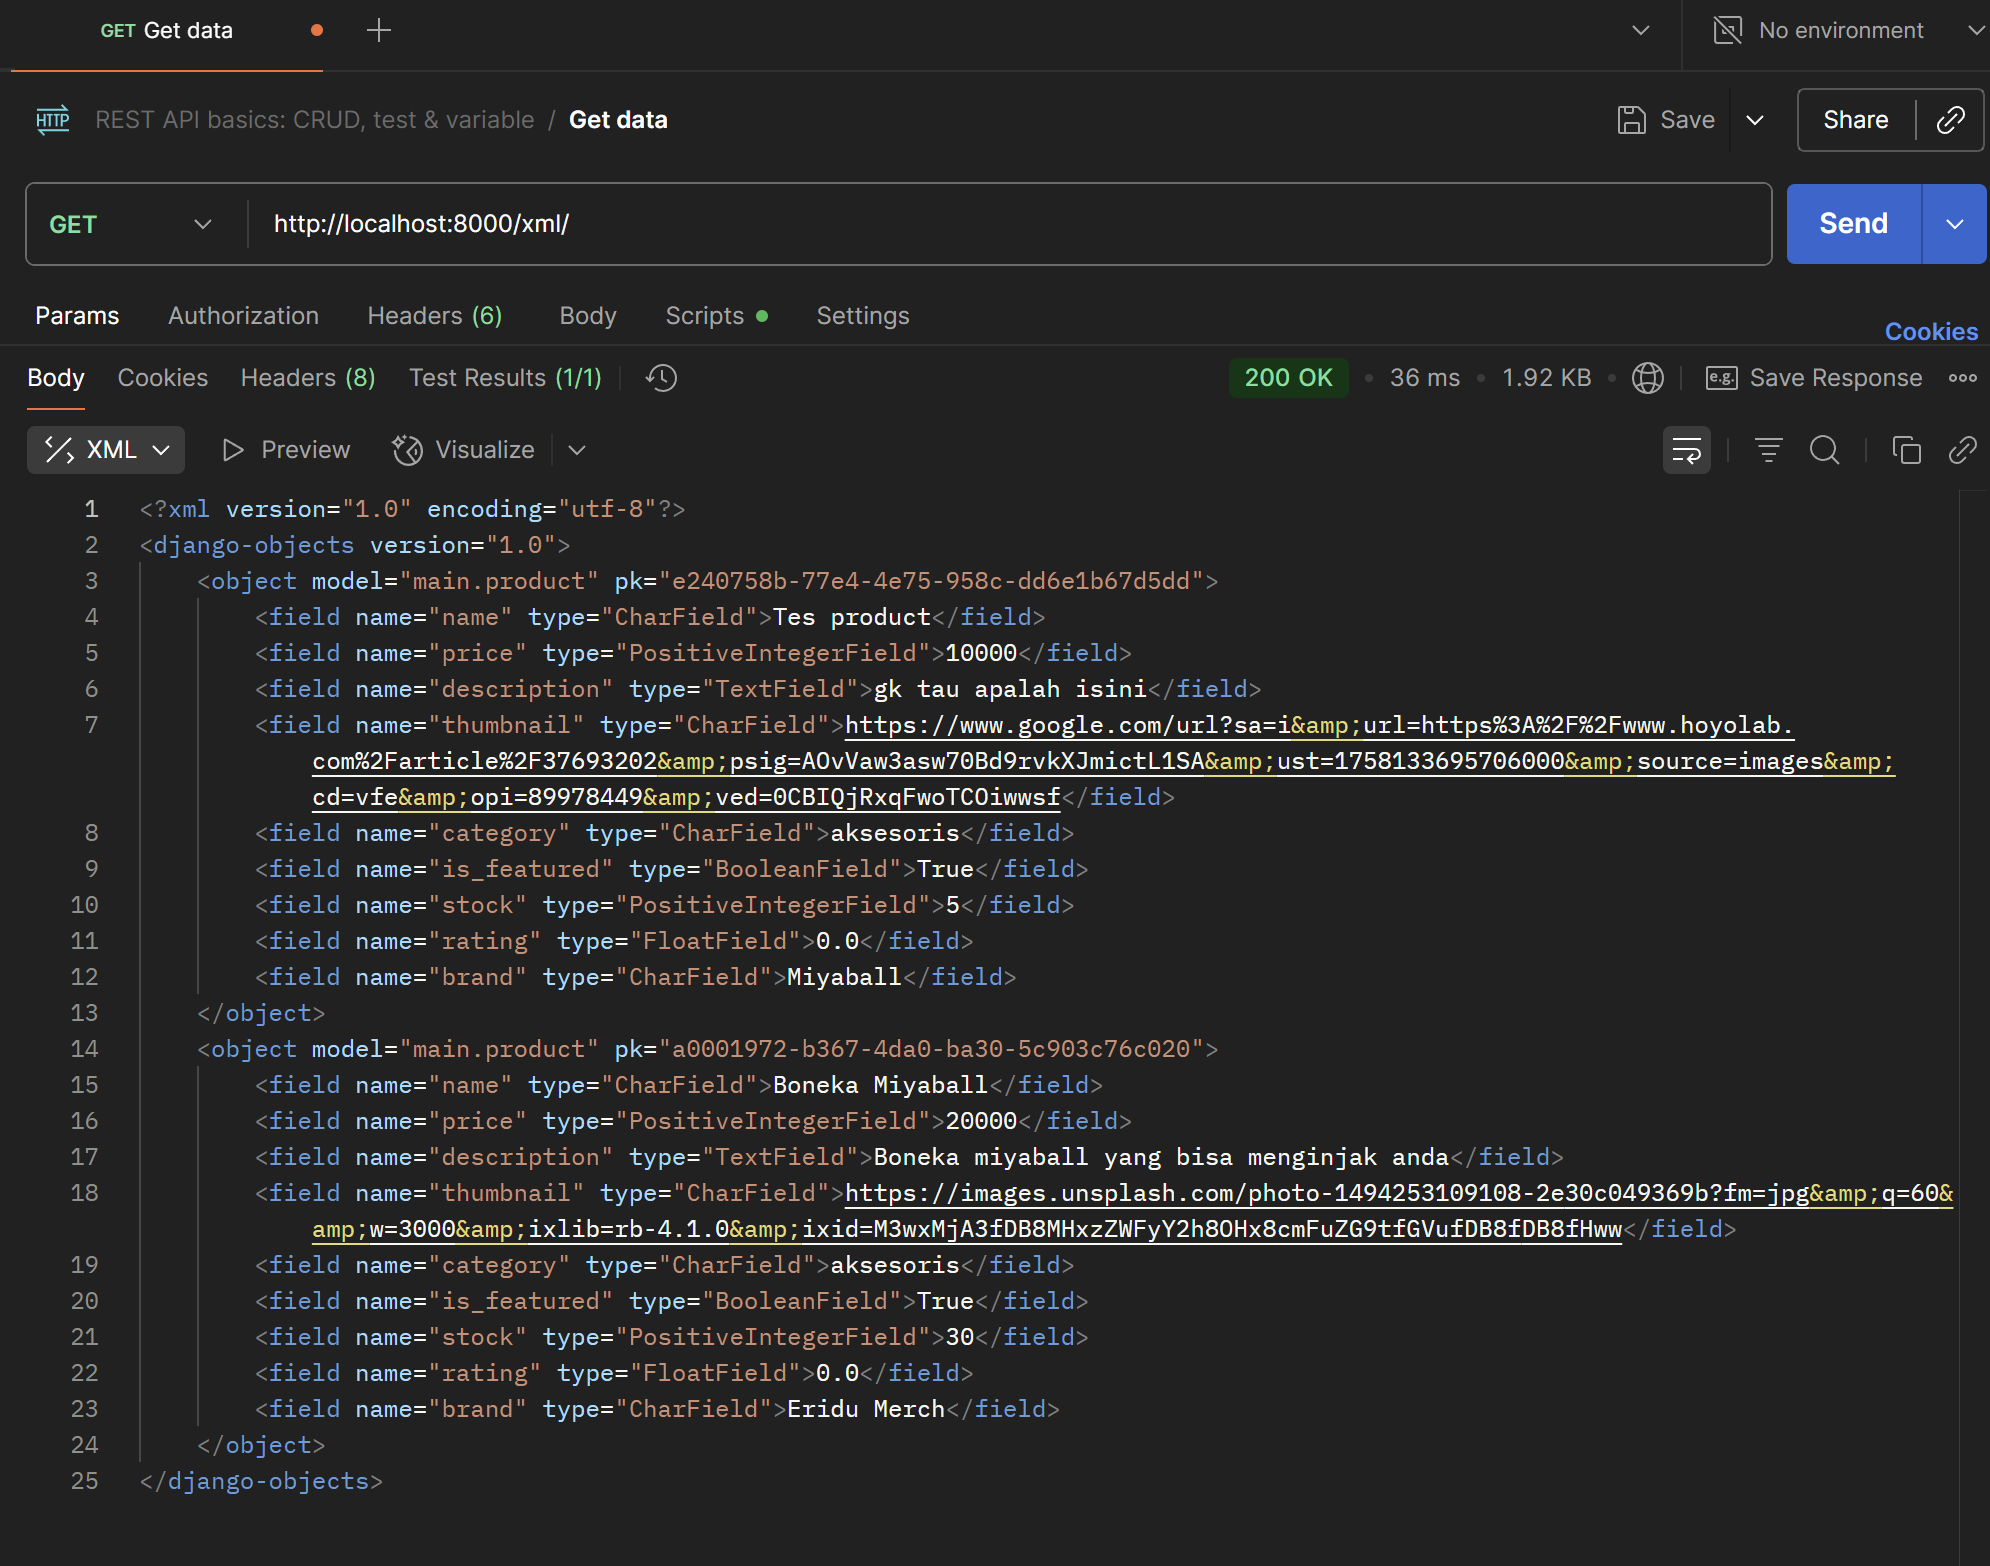 GET Get data
No environment
HTTP REST API basics: CRUD, test & variable / Get data
Save
Share
GET
http://localhost:8000/xml/
Send
Params Authorization Headers (6) Body Scripts Settings
Cookies
Body Cookies Headers (8) Test Results (1/1)
200 OK • 36 ms • 1.92 KB •
e.g. Save Response
XML Preview Visualize
1 <?xml version="1.0" encoding="utf-8"?>
2 <django-objects version="1.0">
3 <object model="main.product" pk="e240758b-77e4-4e75-958c-dd6e1b67d5dd">
4 <field name="name" type="CharField">Tes product</field>
5 <field name="price" type="PositiveIntegerField">10000</field>
6 <field name="description" type="TextField">gk tau apalah isini</field>
7 <field name="thumbnail" type="CharField">https://www.google.com/url?sa=i&amp;url=https%3A%2F%2Fwww.hoyolab.
com%2Farticle%2F37693202&amp;psig=AOvVaw3asw70Bd9rvkXJmictL1SA&amp;ust=1758133695706000&amp;source=images&amp;
cd=vfe&amp;opi=89978449&amp;ved=0CBIQjRxqFwoTCOiwwsf</field>
8 <field name="category" type="CharField">aksesoris</field>
9 <field name="is_featured" type="BooleanField">True</field>
10 <field name="stock" type="PositiveIntegerField">5</field>
11 <field name="rating" type="FloatField">0.0</field>
12 <field name="brand" type="CharField">Miyaball</field>
13 </object>
14 <object model="main.product" pk="a0001972-b367-4da0-ba30-5c903c76c020">
15 <field name="name" type="CharField">Boneka Miyaball</field>
16 <field name="price" type="PositiveIntegerField">20000</field>
17 <field name="description" type="TextField">Boneka miyaball yang bisa menginjak anda</field>
18 <field name="thumbnail" type="CharField">https://images.unsplash.com/photo-1494253109108-2e30c049369b?fm=jpg&amp;q=60&
amp;w=3000&amp;ixlib=rb-4.1.0&amp;ixid=M3wxMjA3fDB8MHxzZWFyY2h8OHx8cmFuZG9tfGVufDB8fDB8fHww</field>
19 <field name="category" type="CharField">aksesoris</field>
20 <field name="is_featured" type="BooleanField">True</field>
21 <field name="stock" type="PositiveIntegerField">30</field>
22 <field name="rating" type="FloatField">0.0</field>
23 <field name="brand" type="CharField">Eridu Merch</field>
24 </object>
25 </django-objects>